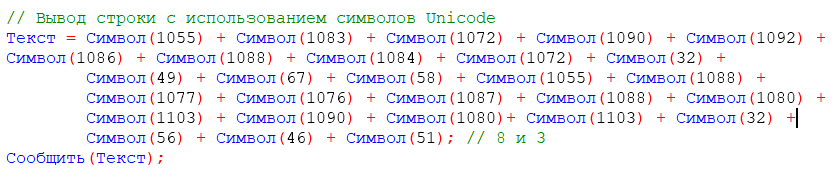 // Вывод строки с использованием символов Unicode
Текст = Символ(1055) + Символ(1083) + Символ(1072) + Символ(1090) + Символ(1092) +
Символ(1086) + Символ(1088) + Символ(1084) + Символ(1072) + Символ(32) +
Символ(49) + Символ(67) + Символ(58) + Символ(1055) + Символ(1088) +
Символ(1077) + Символ(1076) + Символ(1087) + Символ(1088) + Символ(1080) +
Символ(1103) + Символ(1090) + Символ(1080)+ Символ(1103) + Символ(32) +
Символ(56) + Символ(46) + Символ(51); // 8 и 3
Сообщить(Текст);